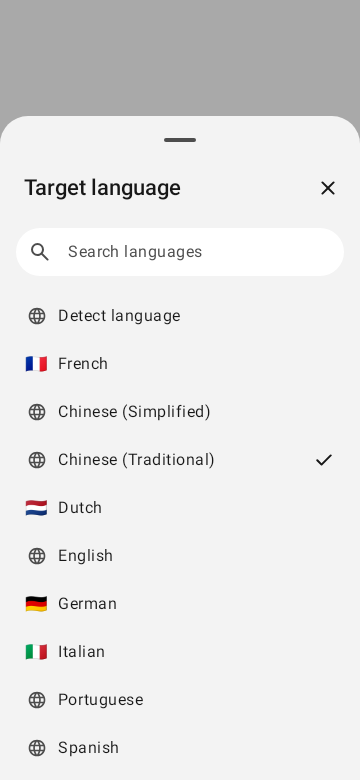 Target language
Search languages
Detect language
French
Chinese (Simplified)
Chinese (Traditional)
Dutch
English
German
Italian
Portuguese
Spanish